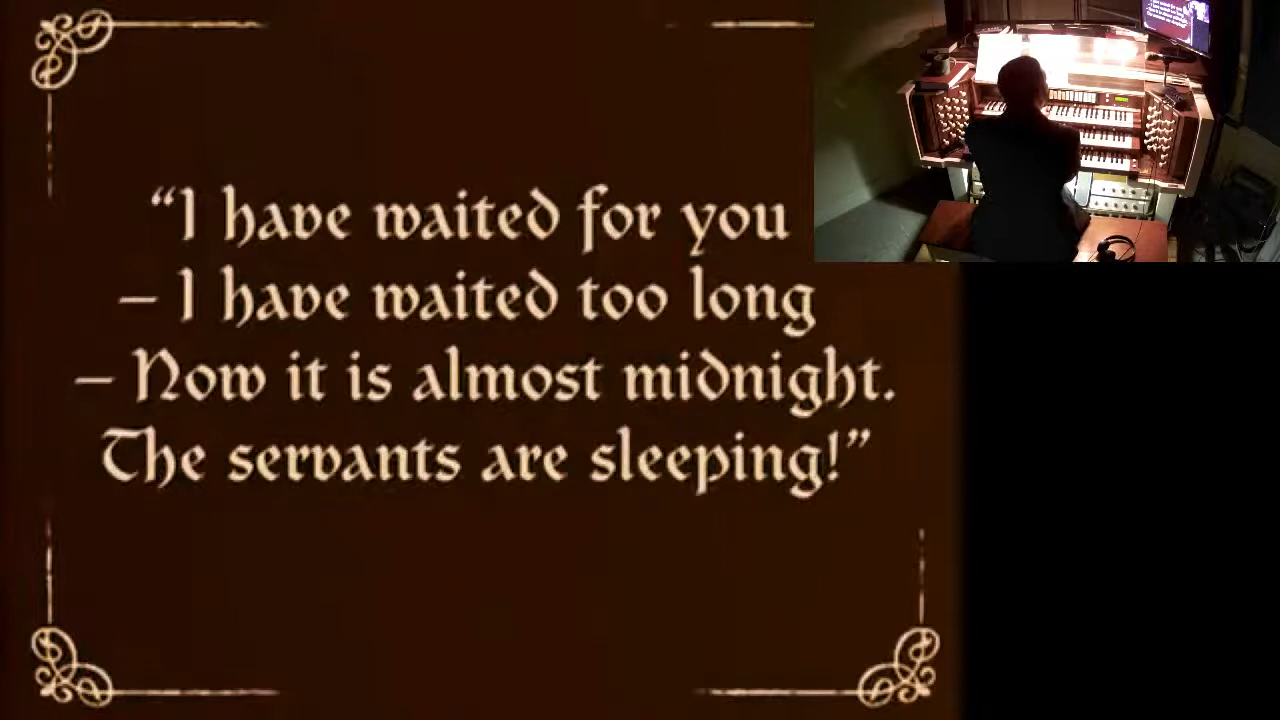 “I have waited for you
– I have waited too long
– Now it is almost midnight.
The servants are sleeping!”